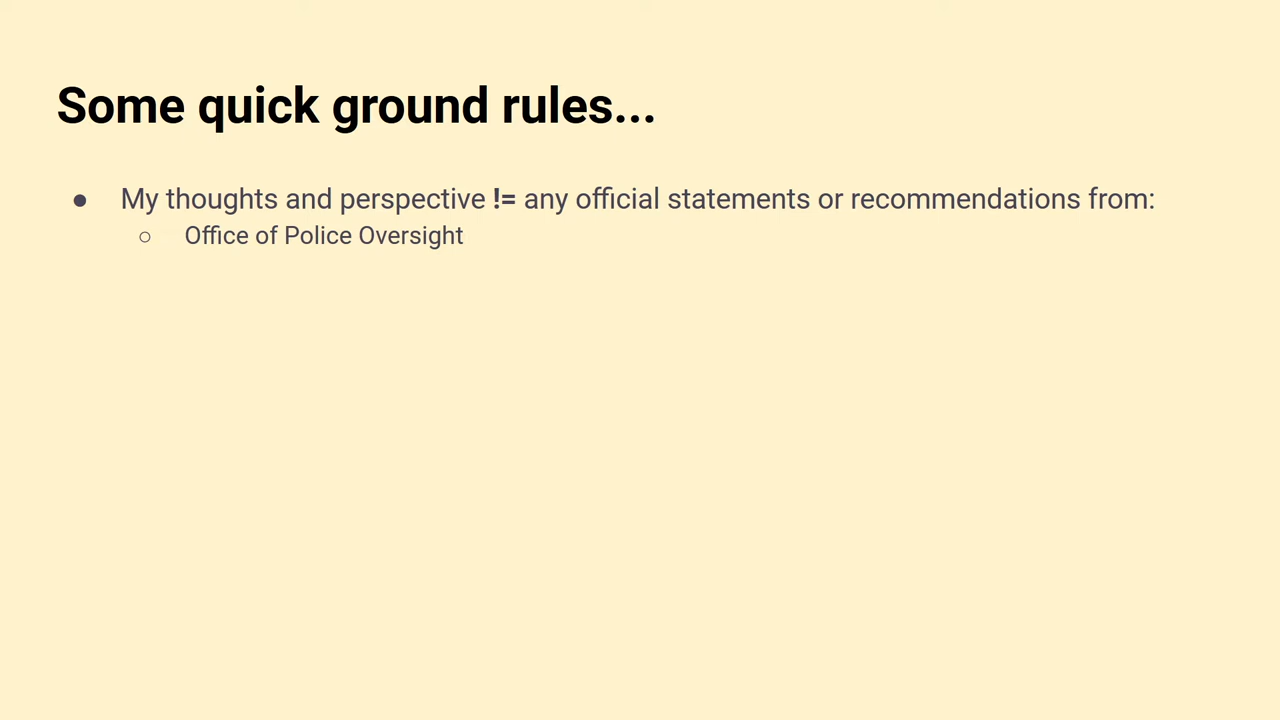 Some quick ground rules...
● My thoughts and perspective != any official statements or recommendations from:
○ Office of Police Oversight